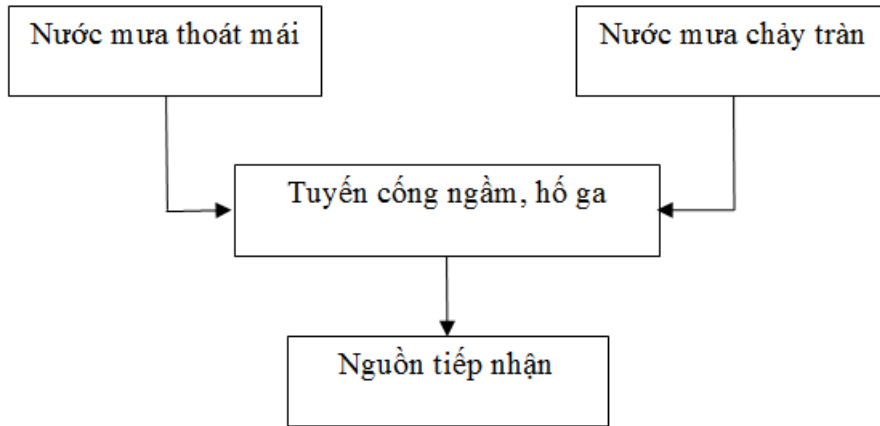 Nước mưa thoát mái
Nước mưa chảy tràn
Tuyến cống ngầm, hố ga
Nguồn tiếp nhận